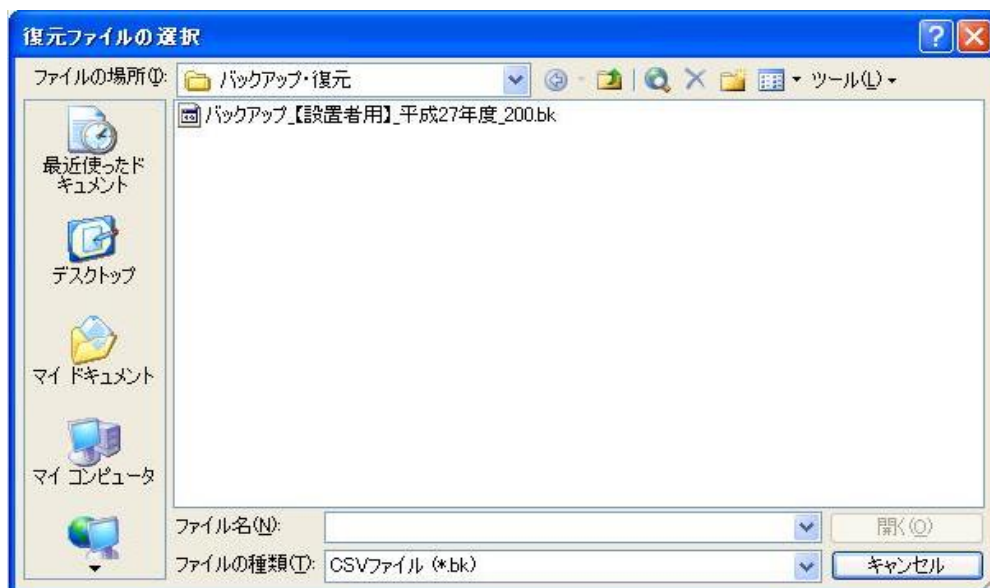 復元ファイルの選択
ファイルの場所(I):
バックアップ・復元
ツール(L)
バックアップ_【設置者用】_平成27年度_200.bk
最近使ったド
キュメント
デスクトップ
マイ ドキュメント
マイ コンピュータ
ファイル名(N):
開く(O)
ファイルの種類(T):
CSVファイル (*.bk)
キャンセル